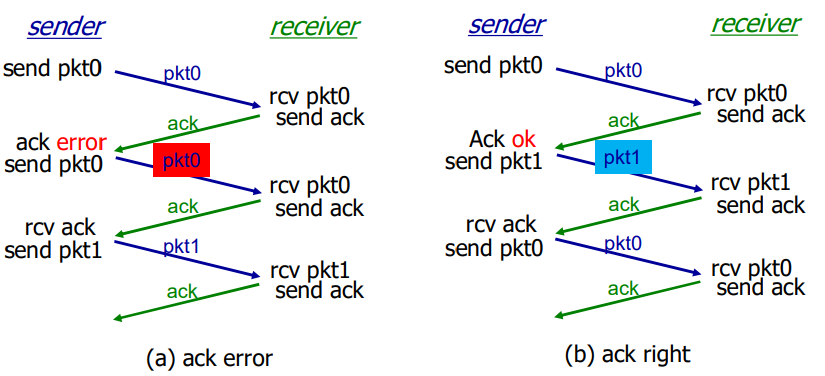 sender
receiver
send pkt0
pkt0
rcv pkt0
send ack
ack
ack error
send pkt0
pkt0
rcv pkt0
send ack
ack
rcv ack
send pkt1
pkt1
rcv pkt1
send ack
ack
(a) ack error
sender
receiver
send pkt0
pkt0
rcv pkt0
send ack
ack
Ack ok
send pkt1
pkt1
rcv pkt1
send ack
ack
rcv ack
send pkt0
pkt0
rcv pkt0
send ack
ack
(b) ack right